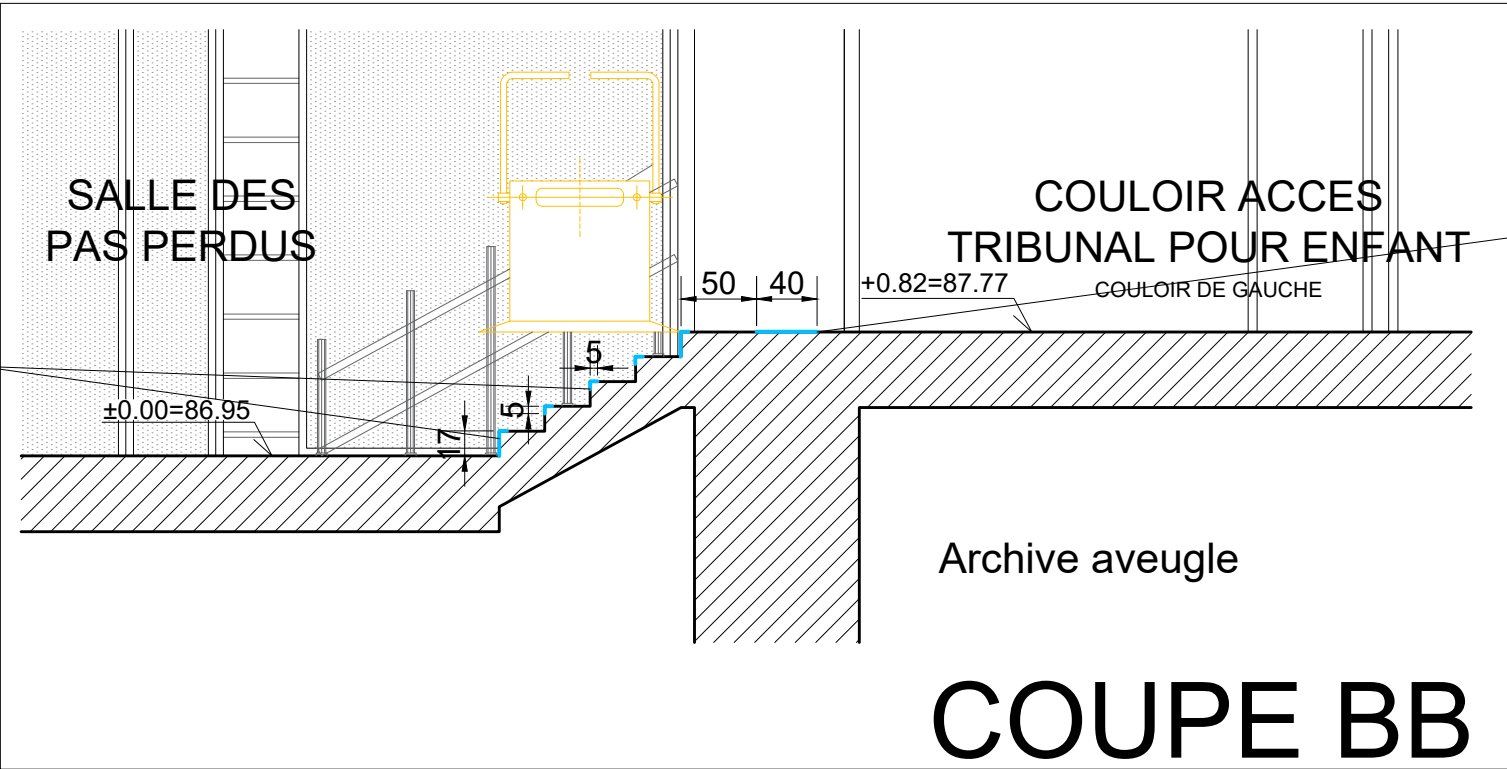 SALLE DES
PAS PERDUS
COULOIR ACCES
TRIBUNAL POUR ENFANT
COULOIR DE GAUCHE
50
40
+0.82=87.77
5
5
17
±0.00=86.95
Archive aveugle
COUPE BB